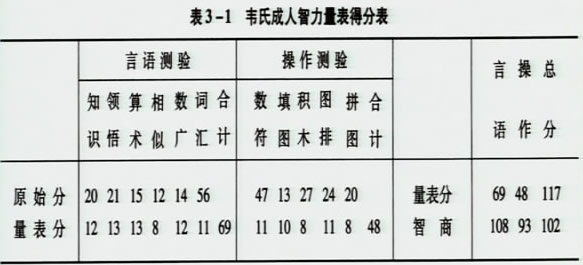 表3-1 韦氏成人智力量表得分表
言语测验 操作测验 言 操 总
知 领 算 相 数 词 合 数 填 积 图 拼 合
识 悟 术 似 广 汇 计 符 图 木 排 图 计 语 作 分
原始分 20 21 15 12 14 56 47 13 27 24 20 量表分 69 48 117
量表分 12 13 13 8 12 11 69 11 10 8 11 8 48 智商 108 93 102